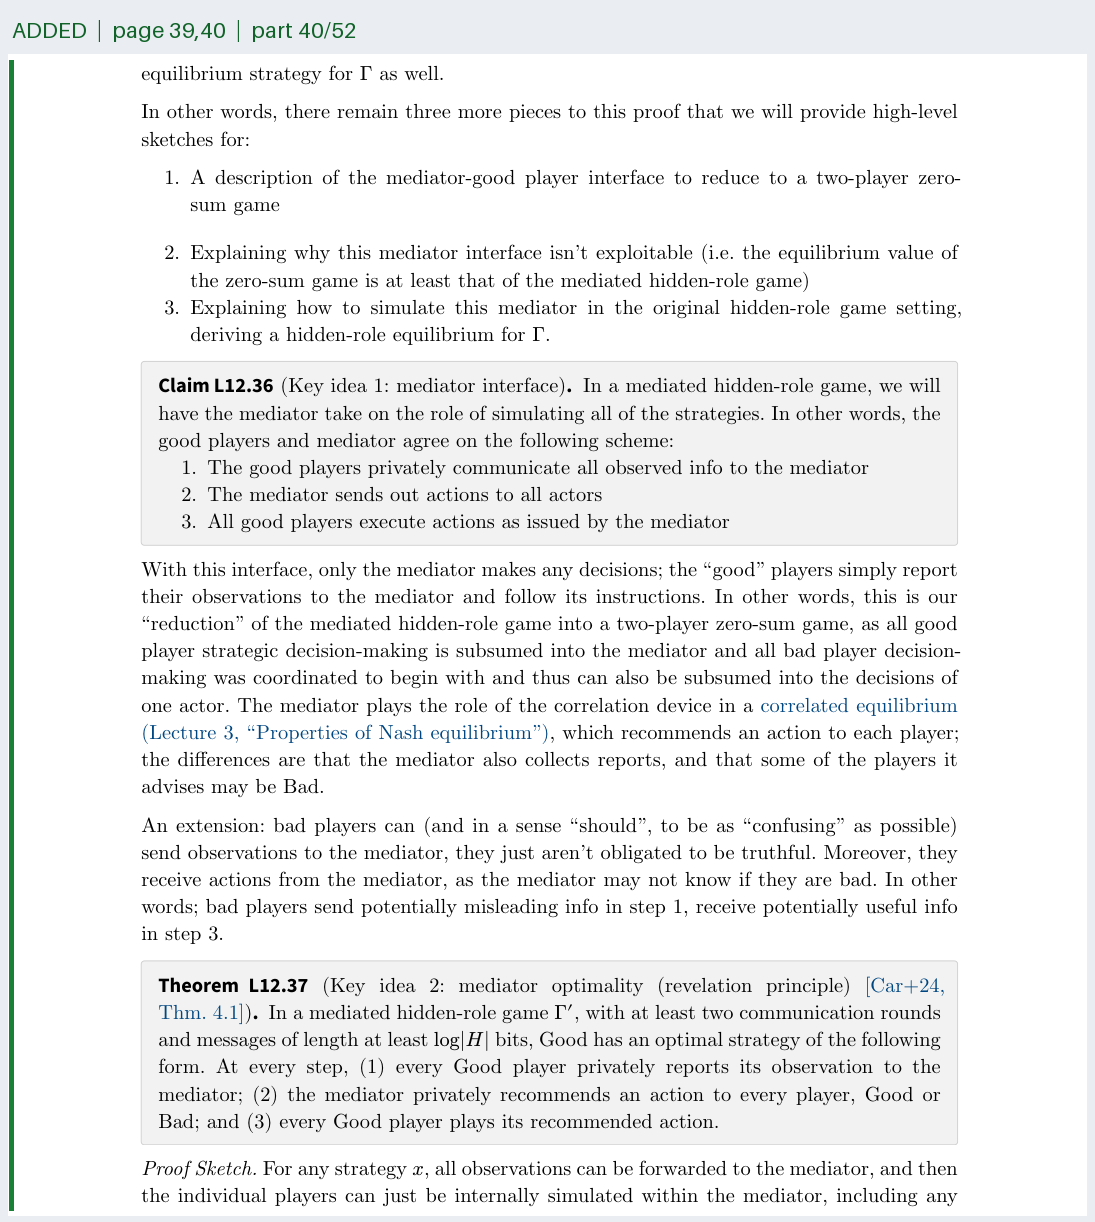 ADDED | page 39,40 | part 40/52
equilibrium strategy for Γ as well.
In other words, there remain three more pieces to this proof that we will provide high-level
sketches for:
1. A description of the mediator-good player interface to reduce to a two-player zero-
sum game
2. Explaining why this mediator interface isn't exploitable (i.e. the equilibrium value of
the zero-sum game is at least that of the mediated hidden-role game)
3. Explaining how to simulate this mediator in the original hidden-role game setting,
deriving a hidden-role equilibrium for Γ.
Claim L12.36 (Key idea 1: mediator interface). In a mediated hidden-role game, we will
have the mediator take on the role of simulating all of the strategies. In other words, the
good players and mediator agree on the following scheme:
1. The good players privately communicate all observed info to the mediator
2. The mediator sends out actions to all actors
3. All good players execute actions as issued by the mediator
With this interface, only the mediator makes any decisions; the “good” players simply report
their observations to the mediator and follow its instructions. In other words, this is our
“reduction” of the mediated hidden-role game into a two-player zero-sum game, as all good
player strategic decision-making is subsumed into the mediator and all bad player decision-
making was coordinated to begin with and thus can also be subsumed into the decisions of
one actor. The mediator plays the role of the correlation device in a correlated equilibrium
(Lecture 3, “Properties of Nash equilibrium”), which recommends an action to each player;
the differences are that the mediator also collects reports, and that some of the players it
advises may be Bad.
An extension: bad players can (and in a sense “should”, to be as “confusing” as possible)
send observations to the mediator, they just aren't obligated to be truthful. Moreover, they
receive actions from the mediator, as the mediator may not know if they are bad. In other
words; bad players send potentially misleading info in step 1, receive potentially useful info
in step 3.
Theorem L12.37 (Key idea 2: mediator optimality (revelation principle) [Car+24,
Thm. 4.1]). In a mediated hidden-role game Γ′, with at least two communication rounds
and messages of length at least log|H| bits, Good has an optimal strategy of the following
form. At every step, (1) every Good player privately reports its observation to the
mediator; (2) the mediator privately recommends an action to every player, Good or
Bad; and (3) every Good player plays its recommended action.
Proof Sketch. For any strategy x, all observations can be forwarded to the mediator, and then
the individual players can just be internally simulated within the mediator, including any